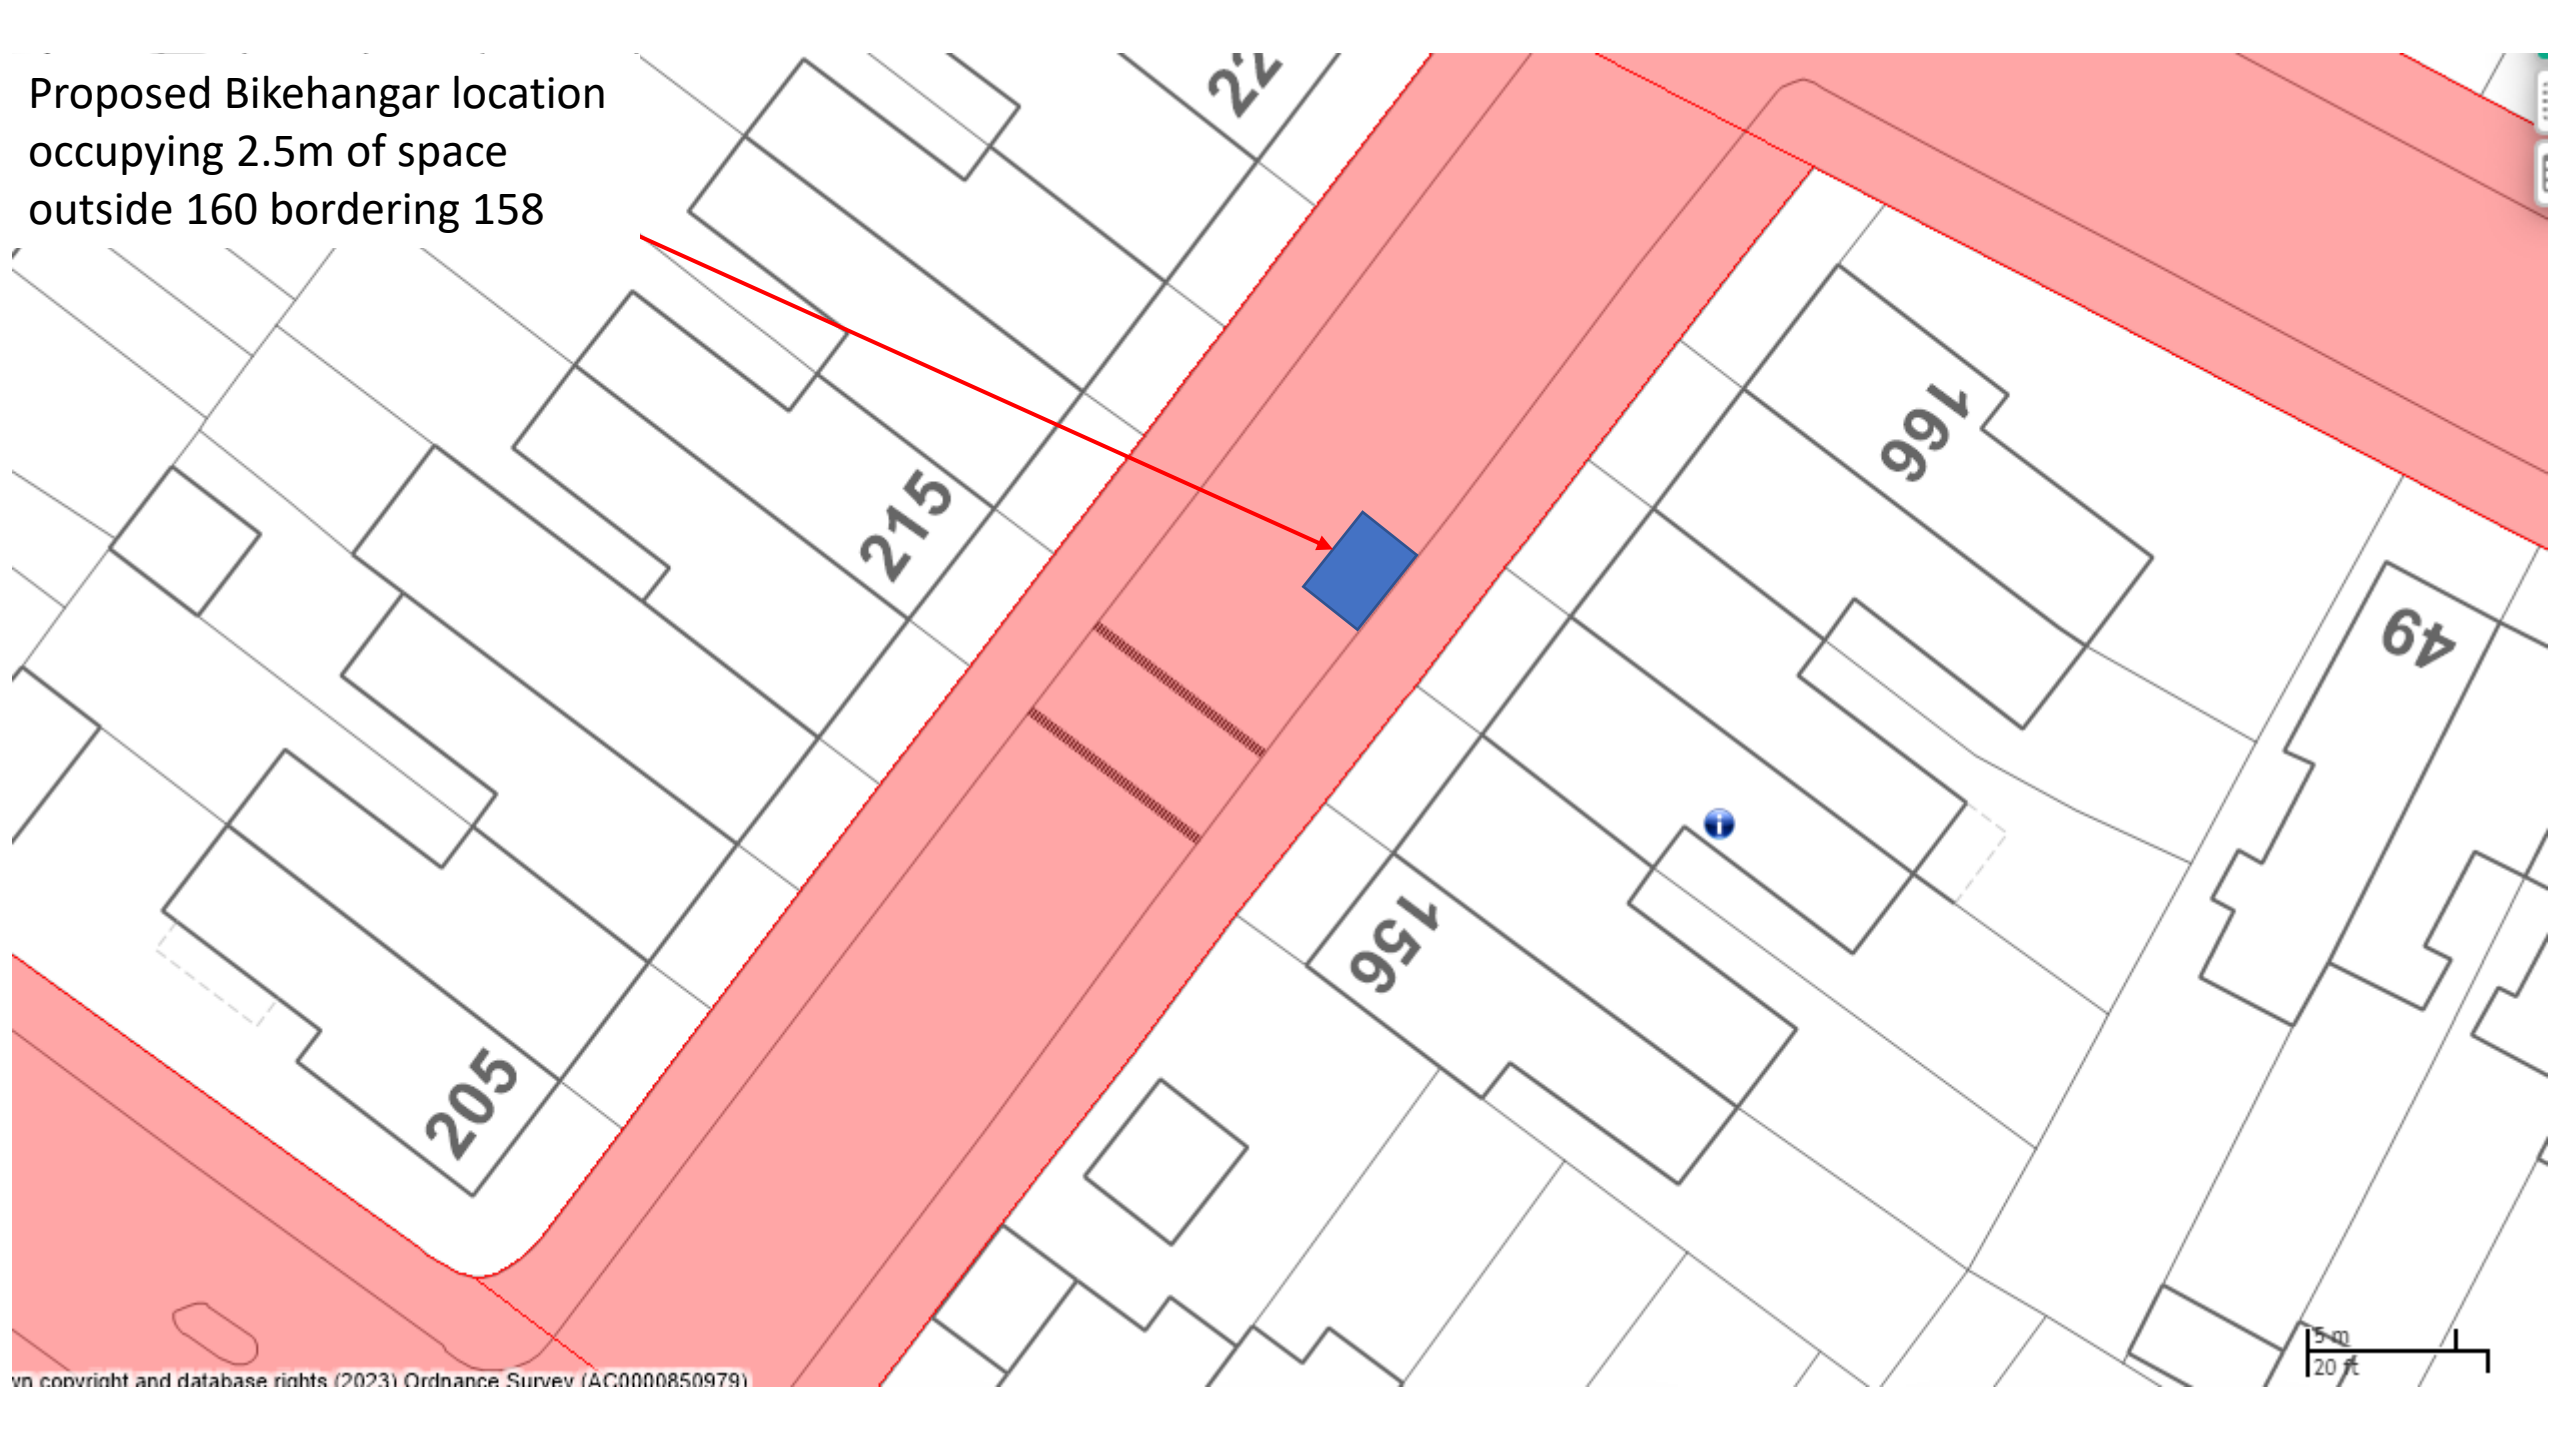 Proposed Bikehangar location
occupying 2.5m of space
outside 160 bordering 158
22
215
166
49
156
205
5 m
20 ft
copyright and database rights (2023) Ordnance Survey (AC0000850979)